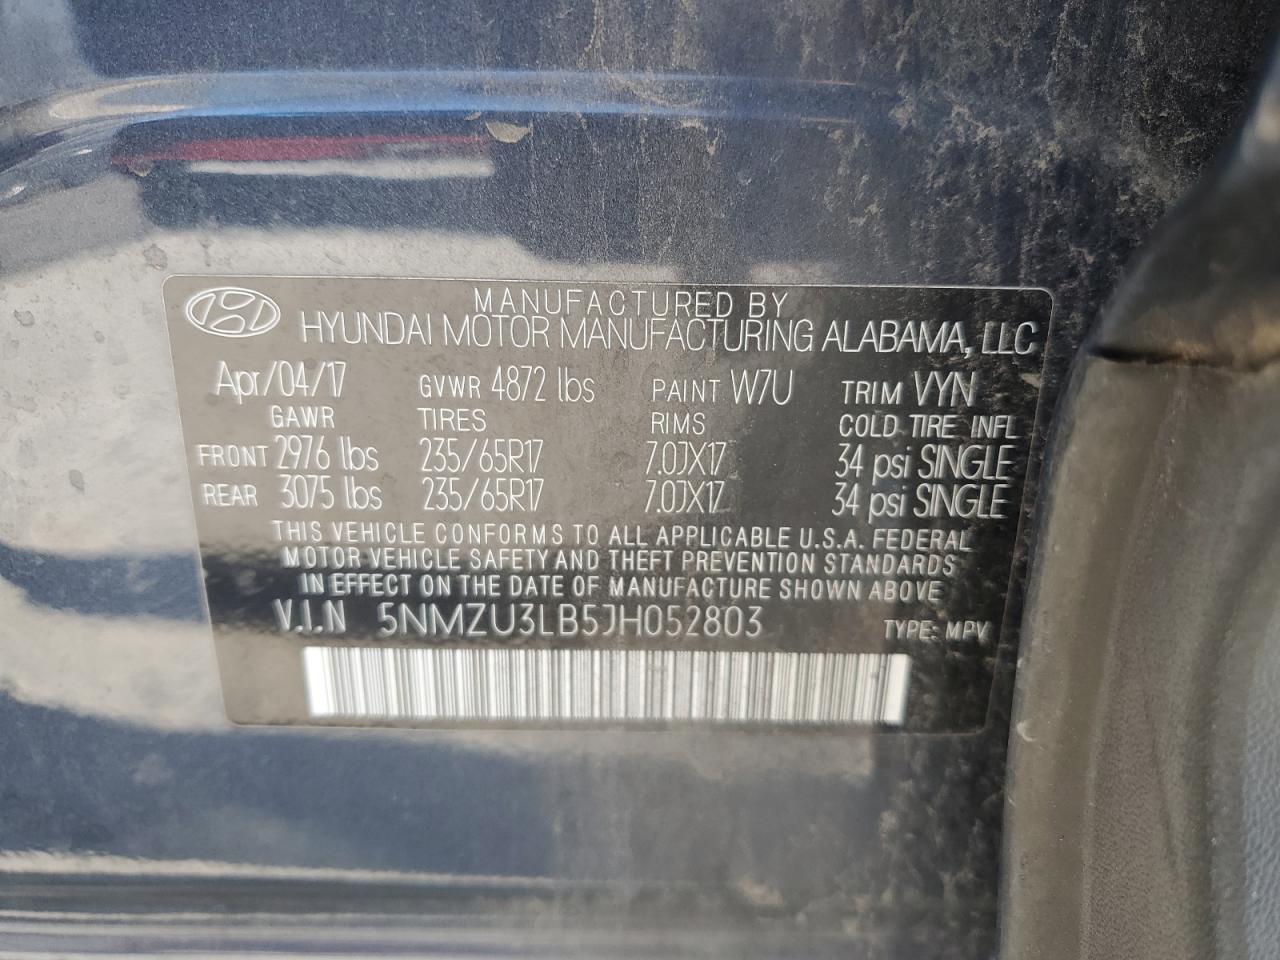 MANUFACTURED BY
HYUNDAI MOTOR MANUFACTURING ALABAMA, LLC
Apr/04/17 GVWR 4872 lbs PAINT W7U TRIM VYN
GAWR TIRES RIMS COLD TIRE INFL
FRONT 2976 lbs 235/65R17 7.0JX17 34 psi SINGLE
REAR 3075 lbs 235/65R17 7.0JX17 34 psi SINGLE
THIS VEHICLE CONFORMS TO ALL APPLICABLE U.S.A. FEDERAL
MOTOR VEHICLE SAFETY AND THEFT PREVENTION STANDARDS
IN EFFECT ON THE DATE OF MANUFACTURE SHOWN ABOVE
V.I.N 5NMZU3LB5JH052803 TYPE: MPV